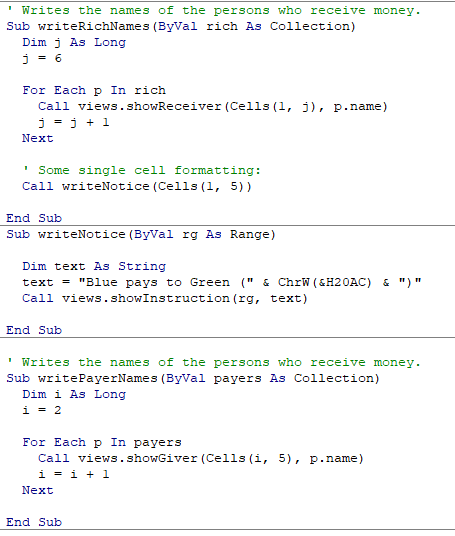 ' Writes the names of the persons who receive money.
Sub writeRichNames(ByVal rich As Collection)
  Dim j As Long
  j = 6

  For Each p In rich
    Call views.showReceiver(Cells(1, j), p.name)
    j = j + 1
  Next

  ' Some single cell formatting:
  Call writeNotice(Cells(1, 5))

End Sub
Sub writeNotice(ByVal rg As Range)

  Dim text As String
  text = "Blue pays to Green (" & ChrW(&H20AC) & ")"
  Call views.showInstruction(rg, text)

End Sub

' Writes the names of the persons who receive money.
Sub writePayerNames(ByVal payers As Collection)
  Dim i As Long
  i = 2

  For Each p In payers
    Call views.showGiver(Cells(i, 5), p.name)
    i = i + 1
  Next

End Sub